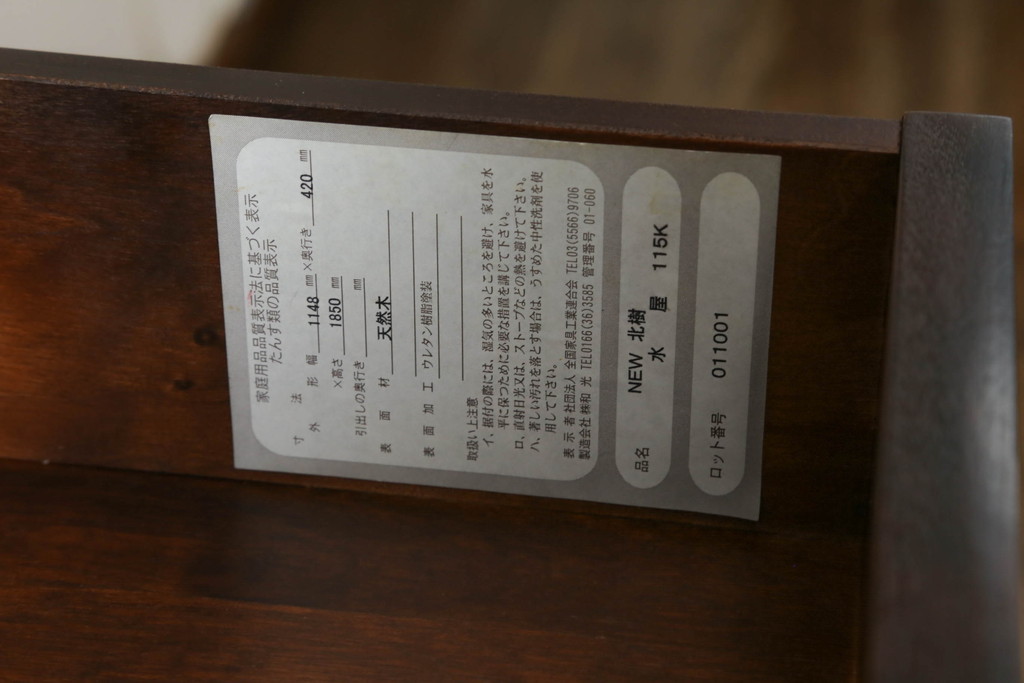 家庭用品品質表示法に基づく表示
たんす類の品質表示
寸法
外形幅 1148 mm×奥行き 420 mm
×高さ 1850 mm
引出しの奥行き mm
表面材 天然木
表面加工 ウレタン樹脂塗装
取扱い上注意
イ、据付の際には、湿気の多いところを避け、家具を水
平に保つために必要な措置を講じて下さい。
ロ、直射日光又は、ストーブなどの熱を避けて下さい。
ハ、著しい汚れを落とす場合は、うすめた中性洗剤を使
用して下さい。
表示者 社団法人 全国家具工業連合会 TEL03(5566)9706
製造会社 株和光 TEL0166(36)3585 管理番号 01-060
品名 NEW 北樹
水屋 115K
ロット番号 011001